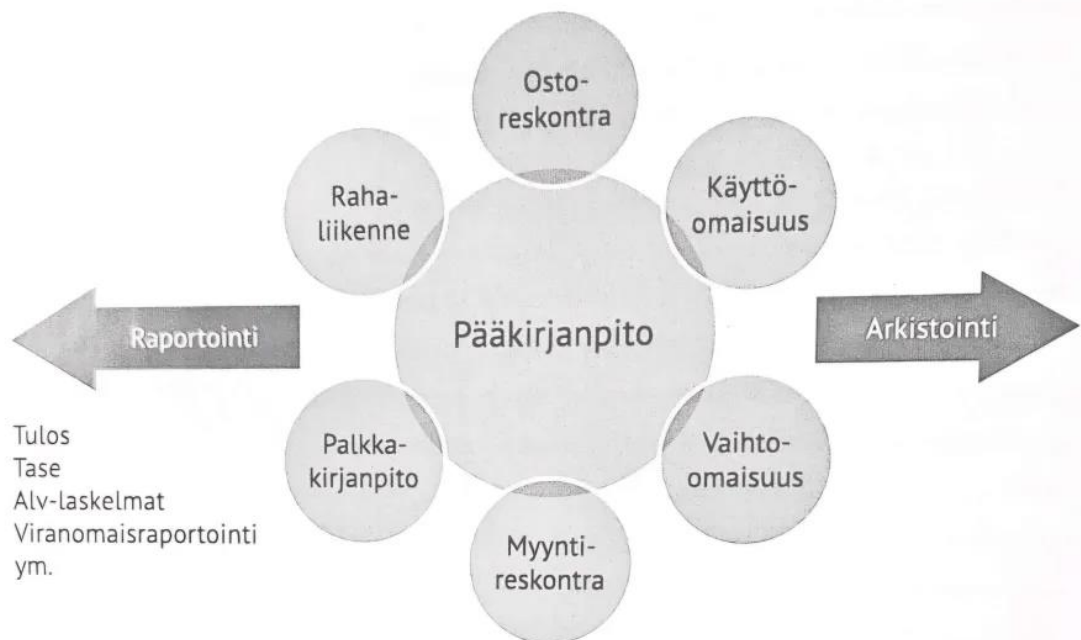 Osto-
reskontra
Raha-
liikenne
Käyttö-
omaisuus
Raportointi
Pääkirjanpito
Arkistointi
Tulos
Tase
Alv-laskelmat
Viranomaisraportointi
ym.
Palkka-
kirjanpito
Vaihto-
omaisuus
Myynti-
reskontra